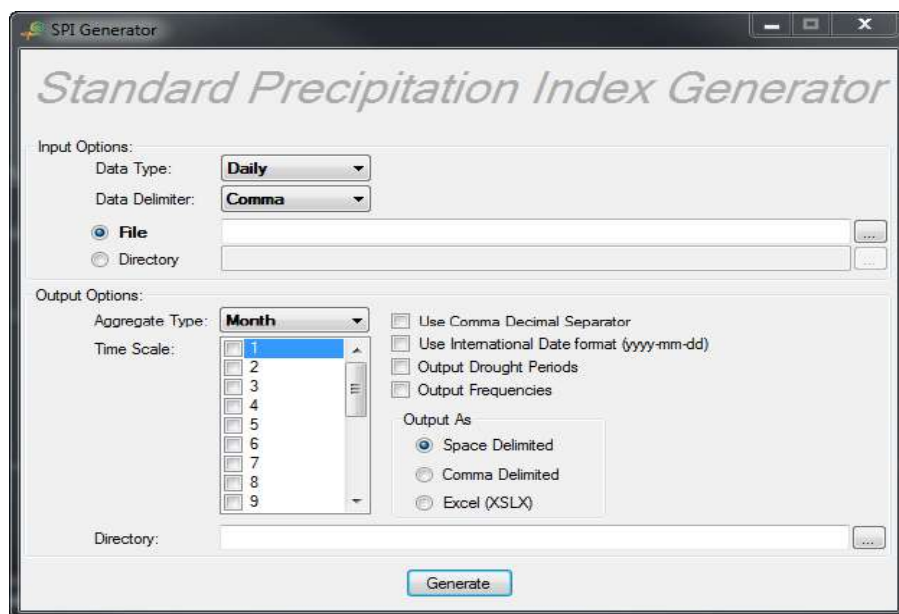 SPI Generator
Standard Precipitation Index Generator
Input Options:
Data Type: Daily
Data Delimiter: Comma
File ...
Directory ...
Output Options:
Aggregate Type: Month
Time Scale: 1
2
3
4
5
6
7
8
9
Use Comma Decimal Separator
Use International Date format (yyyy-mm-dd)
Output Drought Periods
Output Frequencies
Output As
Space Delimited
Comma Delimited
Excel (XSLX)
Directory: ...
Generate